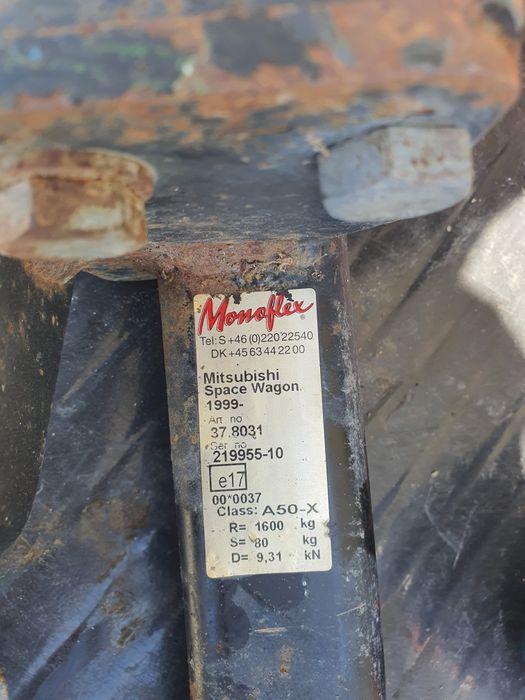 Monoflex
Tel: S +46 (0)220 22540
DK +45 63 44 22 00
Mitsubishi
Space Wagon.
1999-
Art. no
37.8031
Ser. no
219955-10
e17
00*0037
Class: A50-X
R= 1600 kg
S= 80 kg
D= 9,31 kN